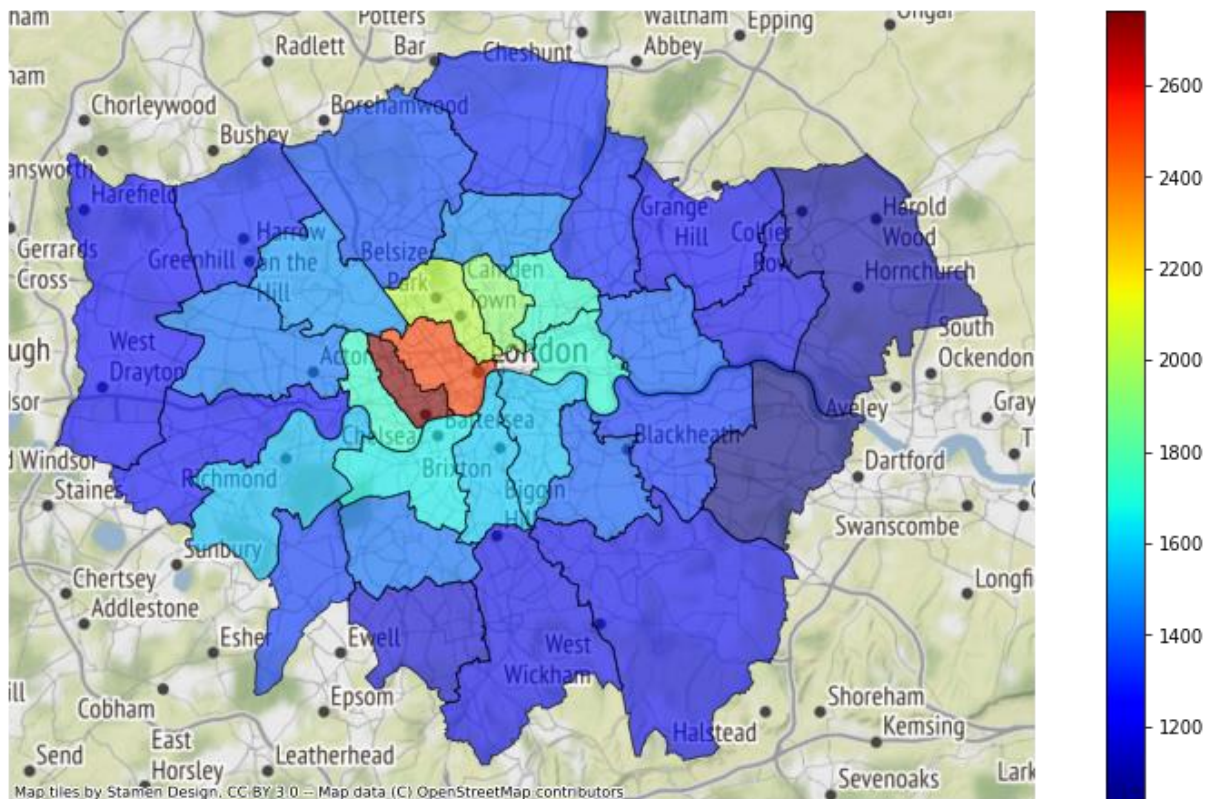 Potters
Bar
Waltham
Abbey
Epping
Radlett
Cheshunt
Chorleywood
Borehamwood
Bushey
Harefield
Harrow
on the
Hill
Greenhill
Gerrards
Cross
Belsize
Park
Camden
Town
Grange
Hill
Collier
Row
Harold
Wood
Hornchurch
West
Drayton
Acton
London
South
Ockendon
Aveley
Chelsea
Battersea
Blackheath
Richmond
Brixton
Windsor
Staines
Biggin
Dartford
Swanscombe
Sunbury
Chertsey
Addlestone
Esher
Ewell
West
Wickham
Cobham
Epsom
Shoreham
Kemsing
East
Horsley
Halstead
Send
Leatherhead
Sevenoaks
Map tiles by Stamen Design, CC BY 3.0 -- Map data (C) OpenStreetMap contributors
2600
2400
2200
2000
1800
1600
1400
1200